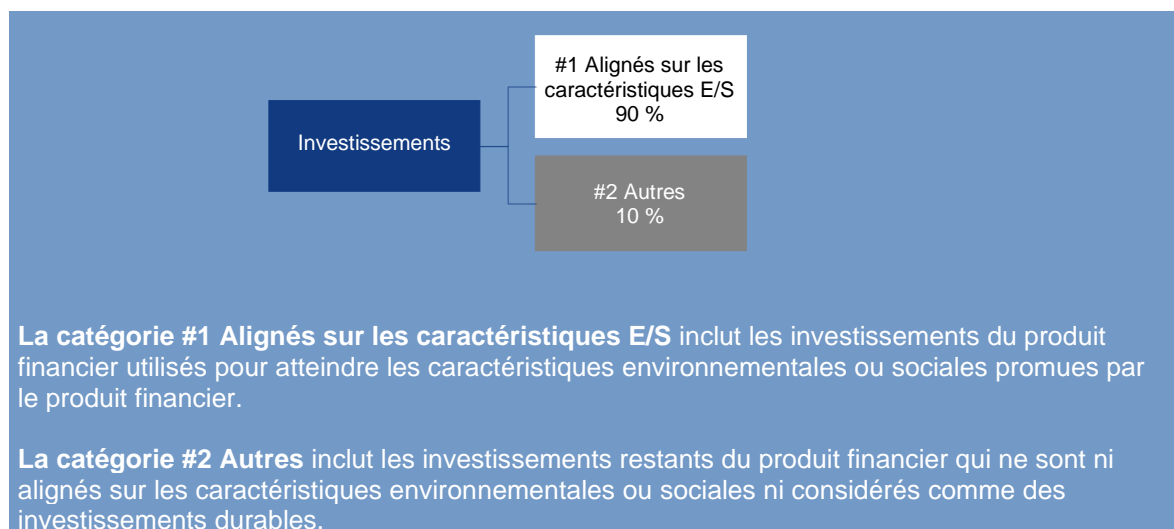 #1 Alignés sur les
caractéristiques E/S
90 %
Investissements
#2 Autres
10 %
La catégorie #1 Alignés sur les caractéristiques E/S inclut les investissements du produit
financier utilisés pour atteindre les caractéristiques environnementales ou sociales promues par
le produit financier.
La catégorie #2 Autres inclut les investissements restants du produit financier qui ne sont ni
alignés sur les caractéristiques environnementales ou sociales ni considérés comme des
investissements durables.